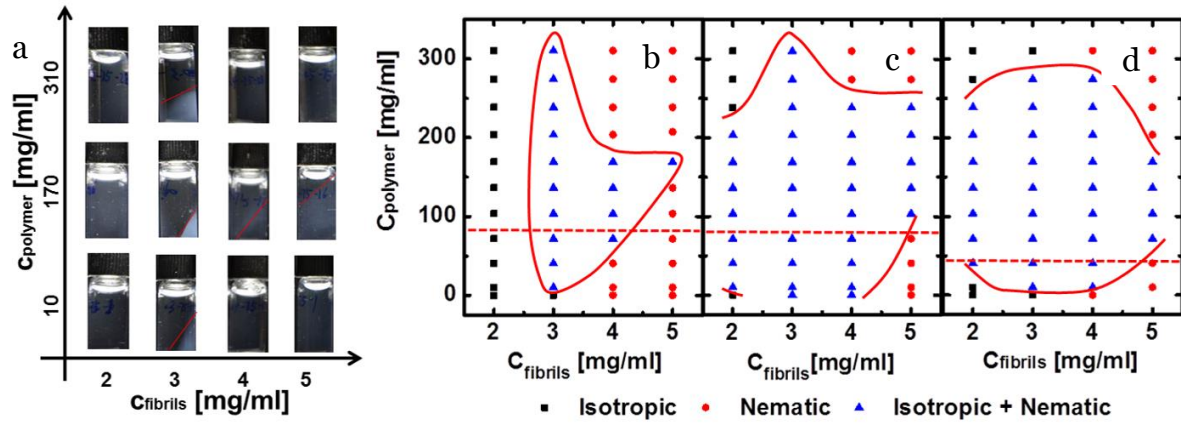 a
310
170
10
Cpolymer [mg/ml]
2 3 4 5
Cfibrils [mg/ml]
b c d
300
200
100
0
Cpolymer [mg/ml]
2 3 4 5 2 3 4 5 2 3 4 5
Cfibrils [mg/ml] Cfibrils [mg/ml] Cfibrils [mg/ml]
Isotropic Nematic Isotropic + Nematic